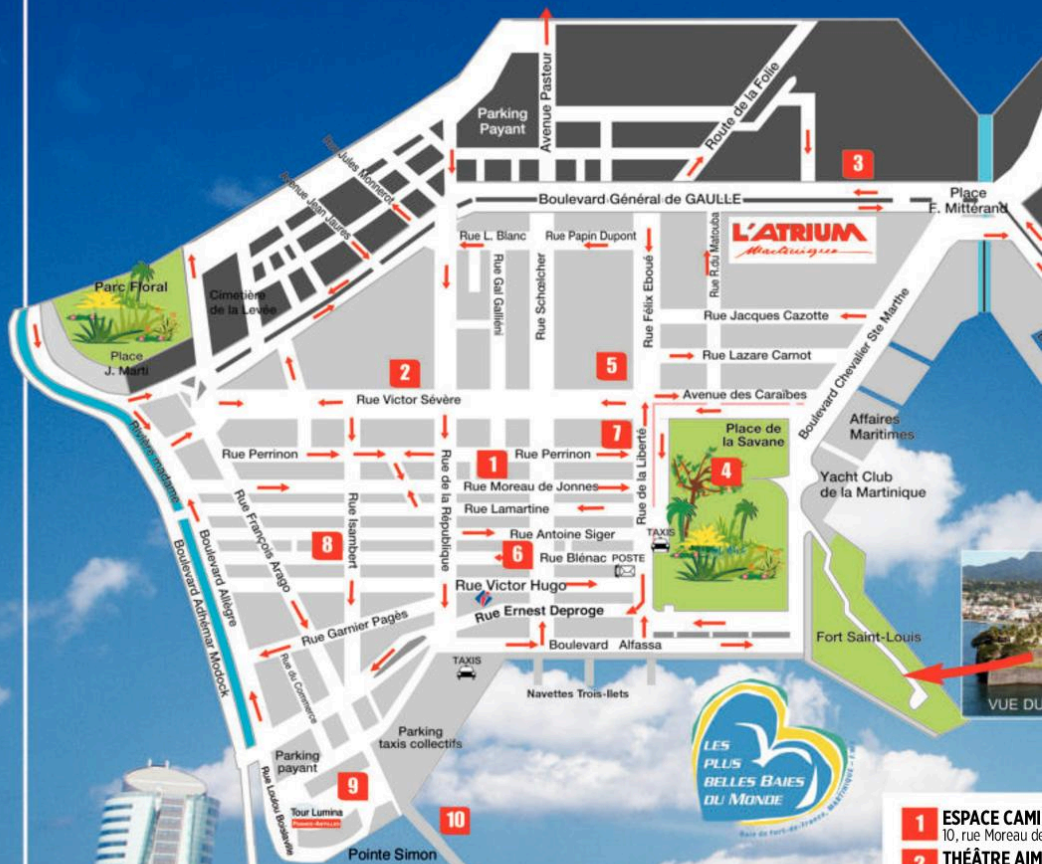 Avenue Pasteur
Parking
Payant
Route de la Folie
Rue Jules Monnerot
Avenue Jean Jaures
3
Boulevard Général de GAULLE
Place
F. Mitterand
L'ATRIUM
Martinique
Rue L. Blanc
Rue Papin Dupont
Rue Gal Galliéni
Rue Schœlcher
Rue Félix Eboué
Rue R.du Matouba
Parc Floral
Cimetière
de la Levée
Rue Jacques Cazotte
Rue Lazare Carnot
Boulevard Chevalier Ste Marthe
Place
J. Marti
2
5
Rue Victor Sévère
Avenue des Caraïbes
Affaires
Maritimes
7
Place de
la Savane
Rivière madame
Rue Perrinon
1
Rue Perrinon
Rue de la Liberté
4
Yacht Club
de la Martinique
Rue Moreau de Jonnes
Rue Lamartine
Rue François Arago
Rue Isambert
Rue de la République
Rue Antoine Siger
TAXIS
8
6
Rue Blénac
POSTE
Boulevard Allègre
Boulevard Adhémar Modock
Rue Victor Hugo
Rue Ernest Deproge
Rue Garnier Pagès
Fort Saint-Louis
Boulevard Alfassa
Rue du Commerce
TAXIS
Navettes Trois-Ilets
VUE DU
Parking
taxis collectifs
Parking
payant
LES
PLUS
BELLES BAIES
DU MONDE
Rue Loulou Boislaville
9
Tour Lumina
FRANCE-ANTILLES
10
Pointe Simon
1 ESPACE CAMI
10, rue Moreau de
2 THÉÂTRE AIM